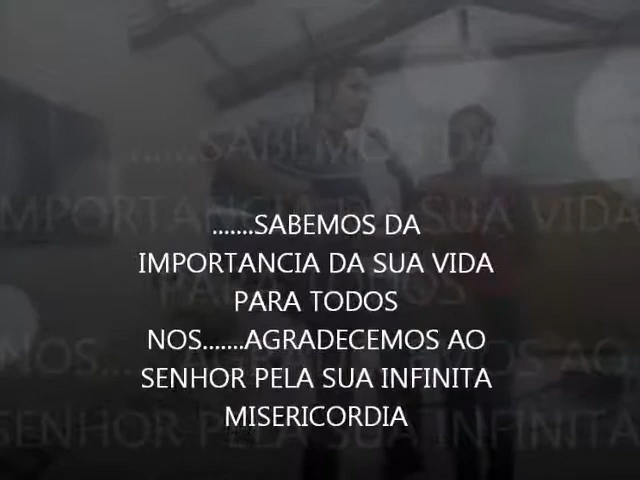 .......SABEMOS DA
IMPORTANCIA DA SUA VIDA
PARA TODOS
NOS.......AGRADECEMOS AO
SENHOR PELA SUA INFINITA
MISERICORDIA